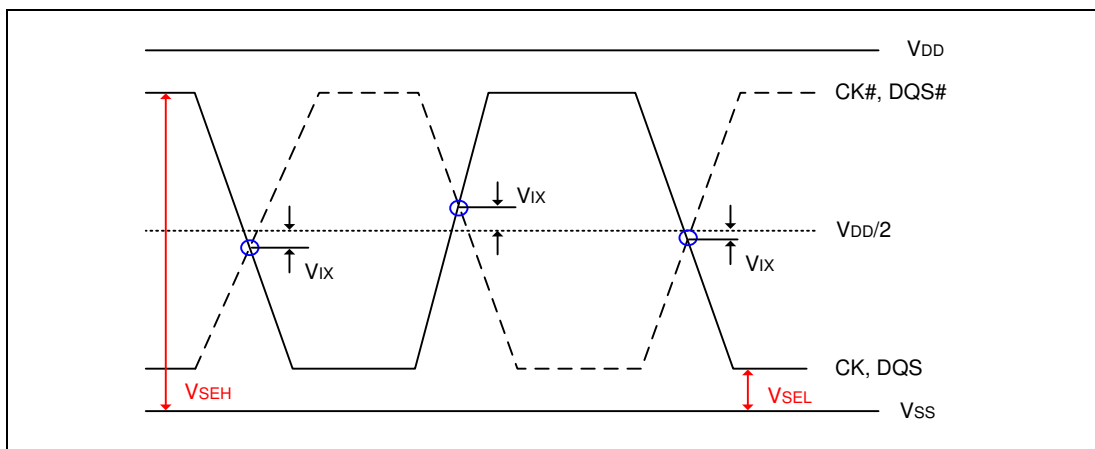 VDD
CK#, DQS#
VIX
VDD/2
VIX
VIX
CK, DQS
VSEH
VSEL
VSS